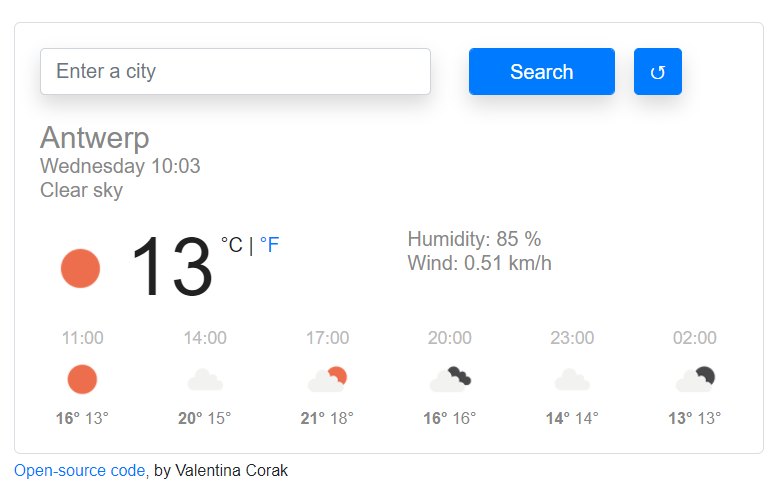 Enter a city
Search
↺
Antwerp
Wednesday 10:03
Clear sky
13 °C | °F
Humidity: 85 %
Wind: 0.51 km/h
11:00 14:00 17:00 20:00 23:00 02:00
16° 13° 20° 15° 21° 18° 16° 16° 14° 14° 13° 13°
Open-source code, by Valentina Corak